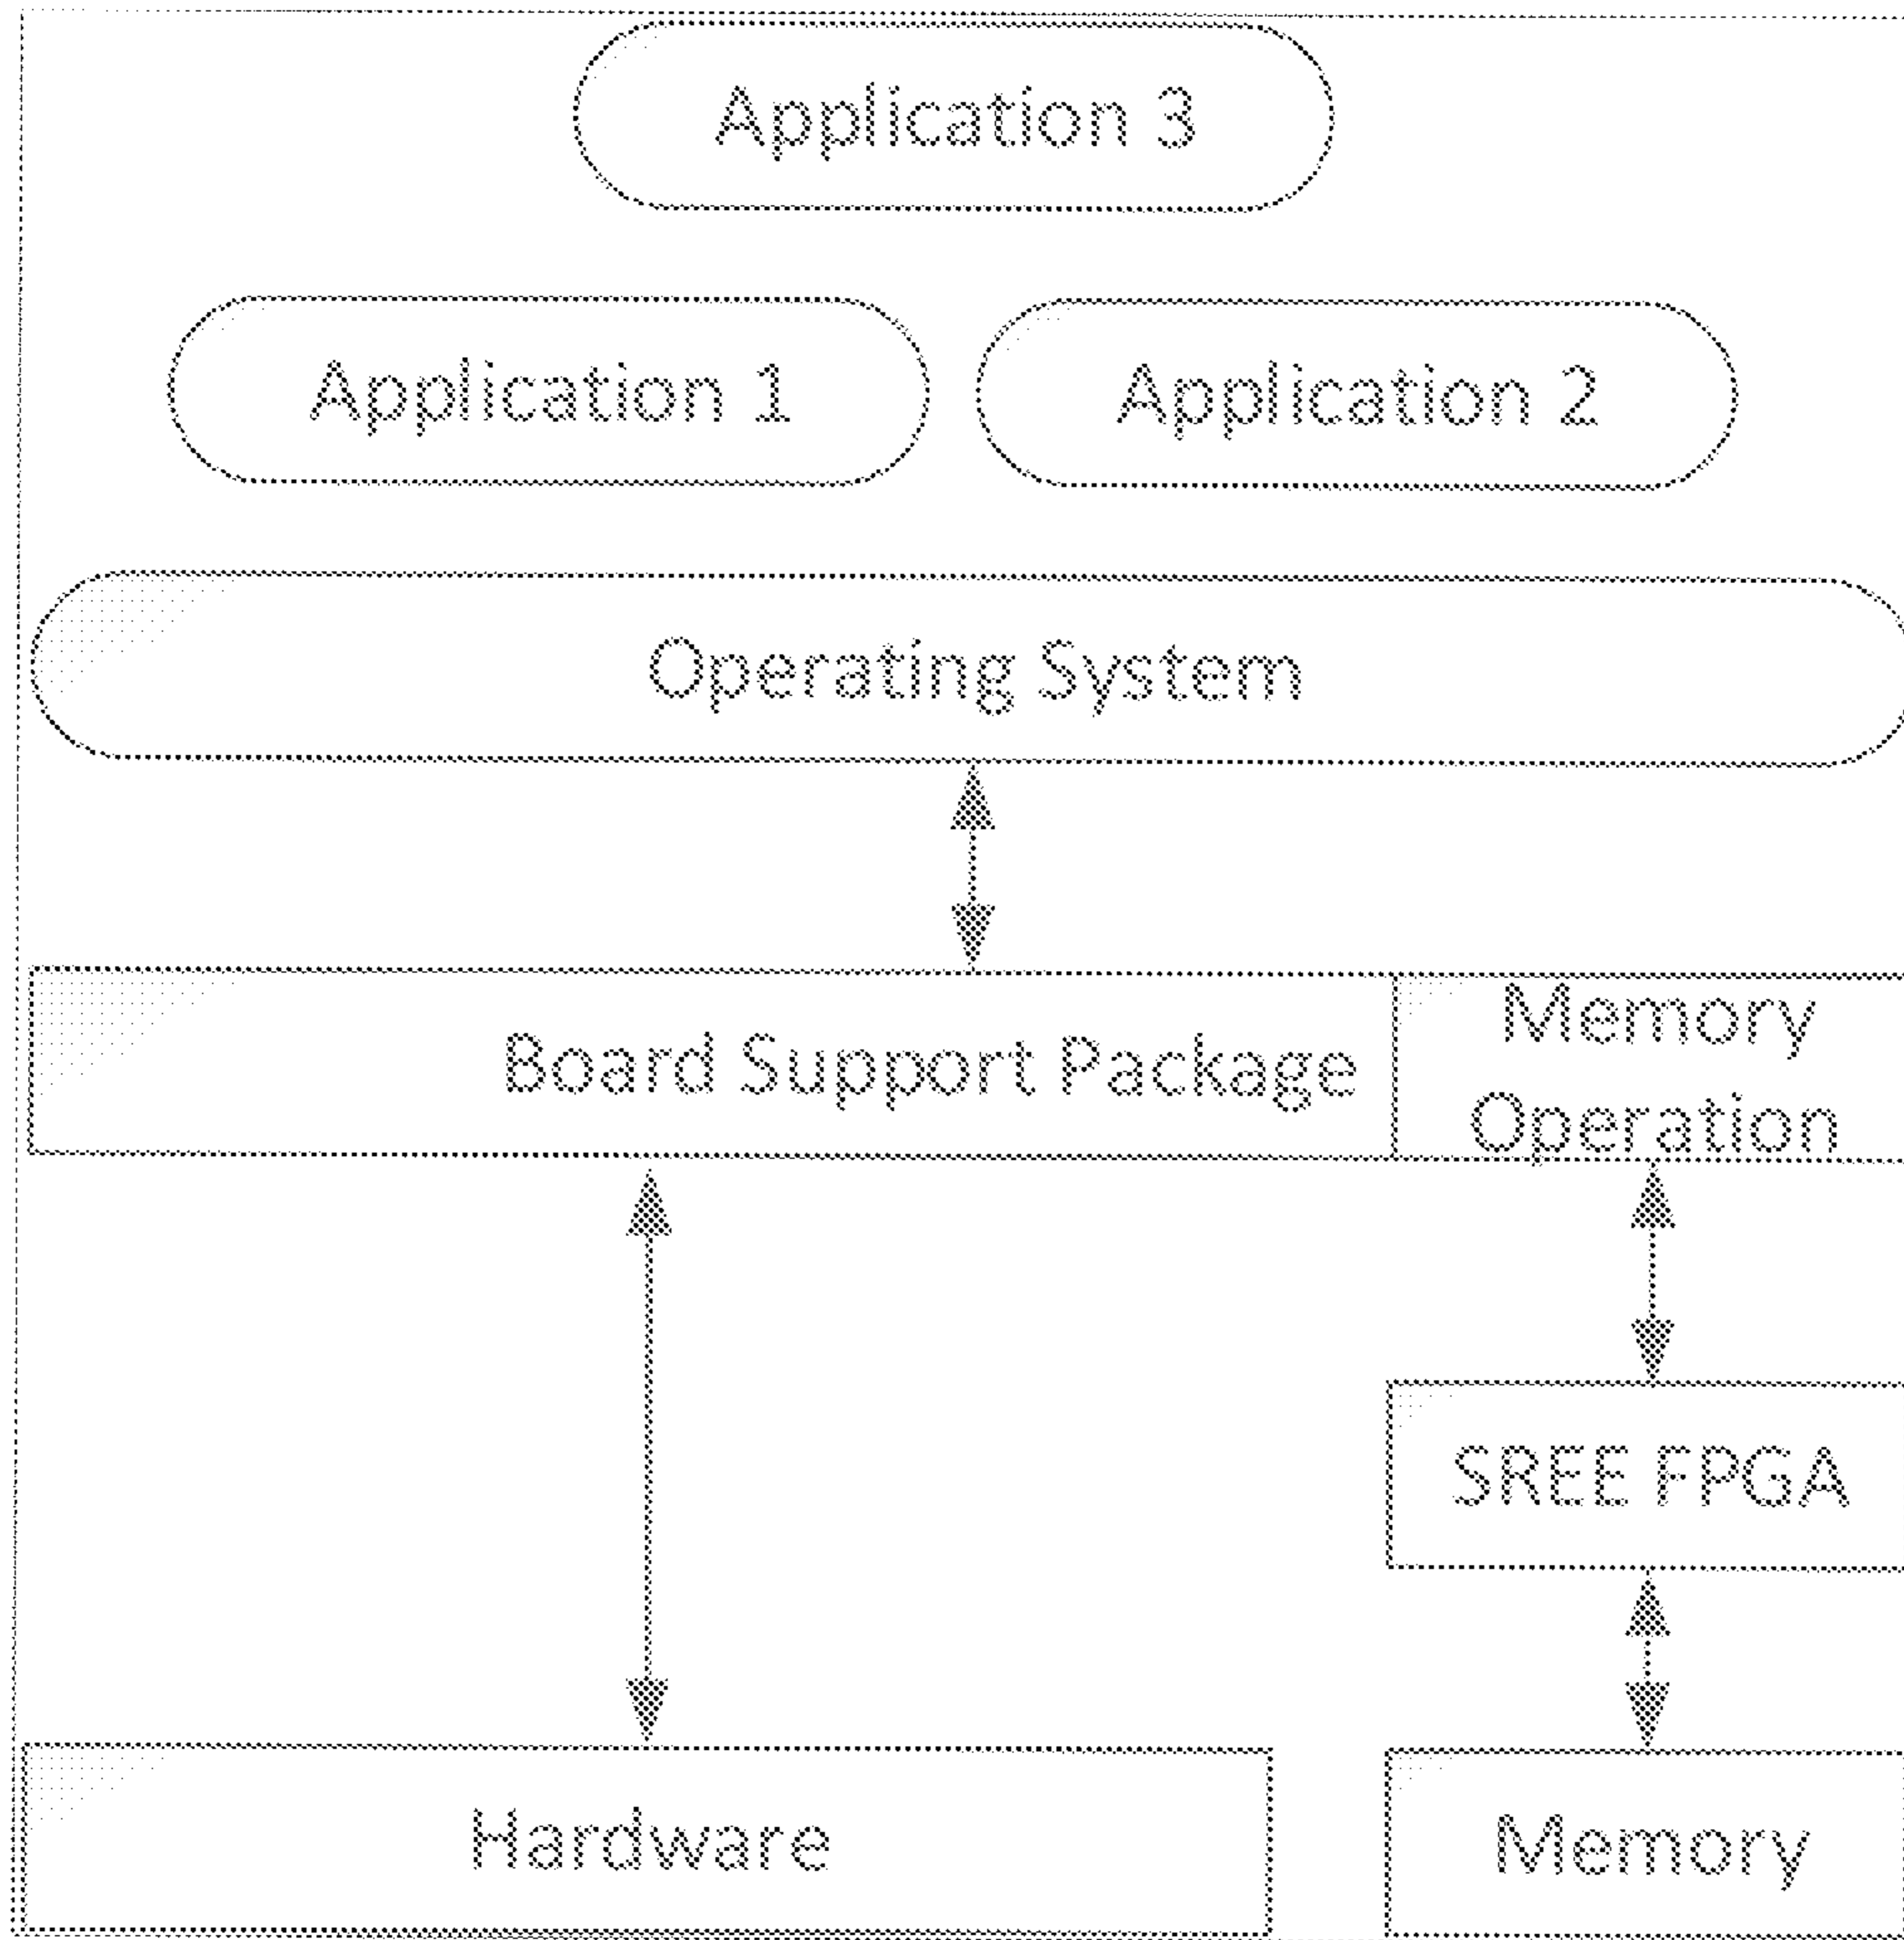 Application 3
Application 1
Application 2
Operating System
Board Support Package
Memory
Operation
SREE FPGA
Hardware
Memory